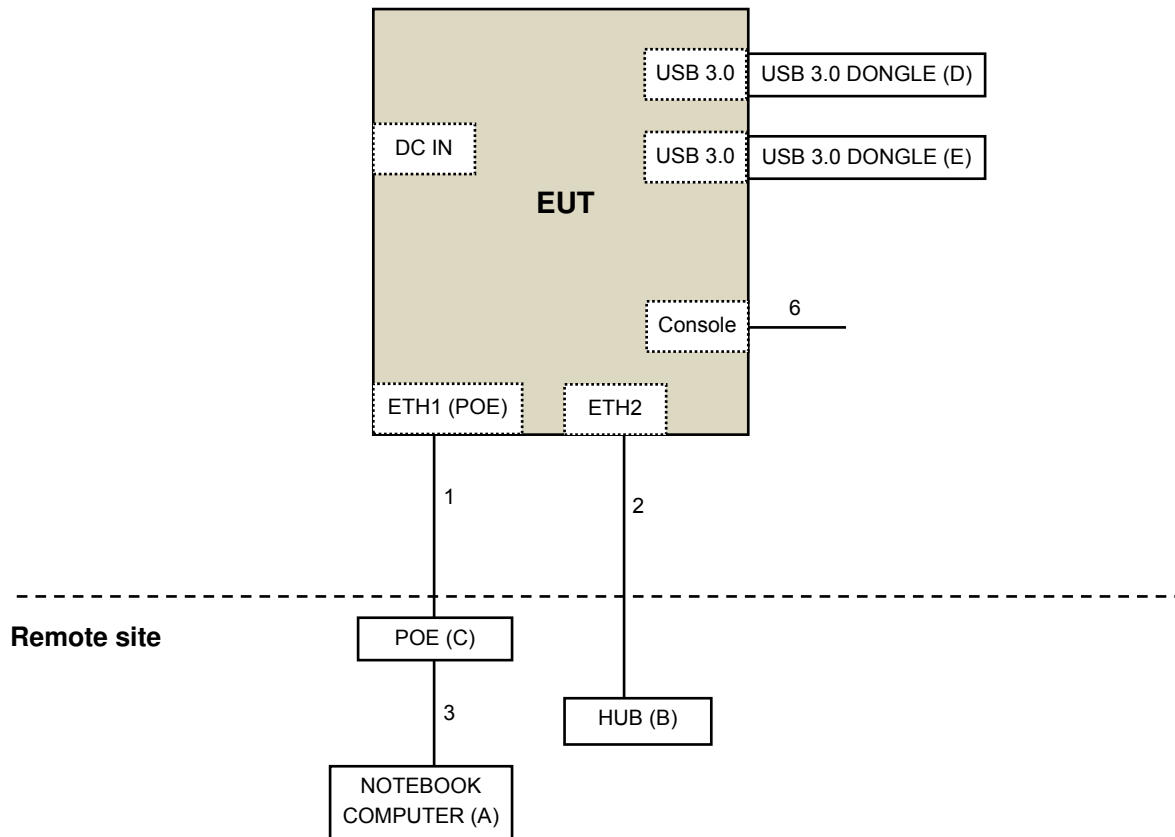 USB 3.0
USB 3.0 DONGLE (D)
DC IN
USB 3.0
USB 3.0 DONGLE (E)
EUT
6
Console
ETH1 (POE)
ETH2
1
2
Remote site
POE (C)
3
HUB (B)
NOTEBOOK
COMPUTER (A)